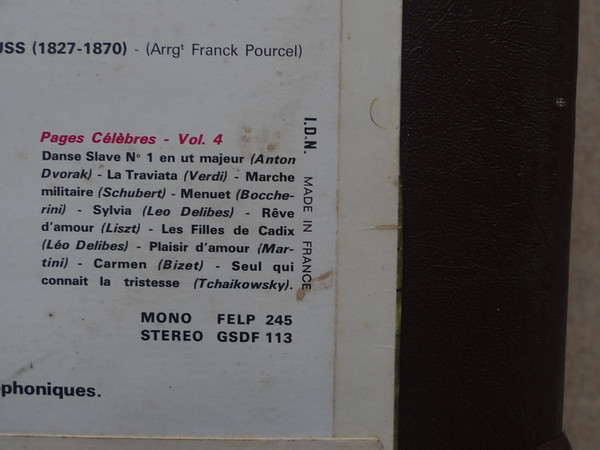 USS (1827-1870) - (Arrgt Franck Pourcel)
Pages Célèbres - Vol. 4
Danse Slave No 1 en ut majeur (Anton
Dvorak) - La Traviata (Verdi) - Marche
militaire (Schubert) - Menuet (Bocche-
rini) - Sylvia (Leo Delibes) - Rêve
d'amour (Liszt) - Les Filles de Cadix
(Léo Delibes) - Plaisir d'amour (Mar-
tini) - Carmen (Bizet) - Seul qui
connait la tristesse (Tchaikowsky).
MONO FELP 245
STEREO GSDF 113
phoniques.
I.D.N. MADE IN FRANCE